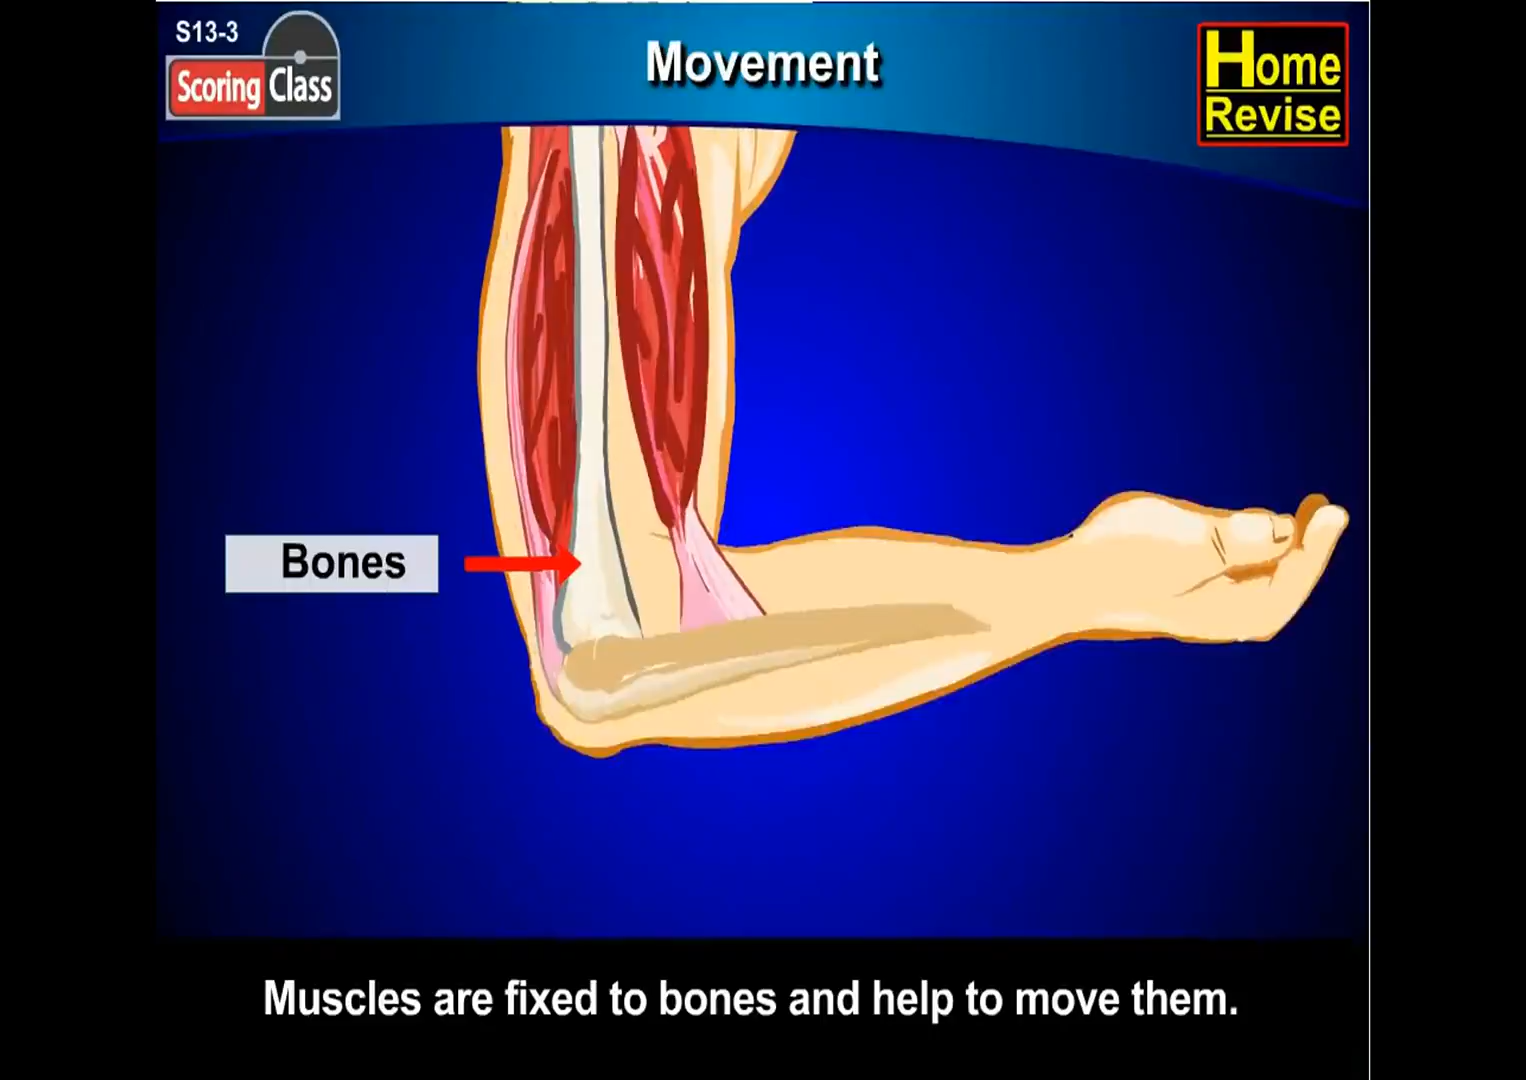 S13-3
Scoring Class
Movement
Home
Revise
Bones
Muscles are fixed to bones and help to move them.